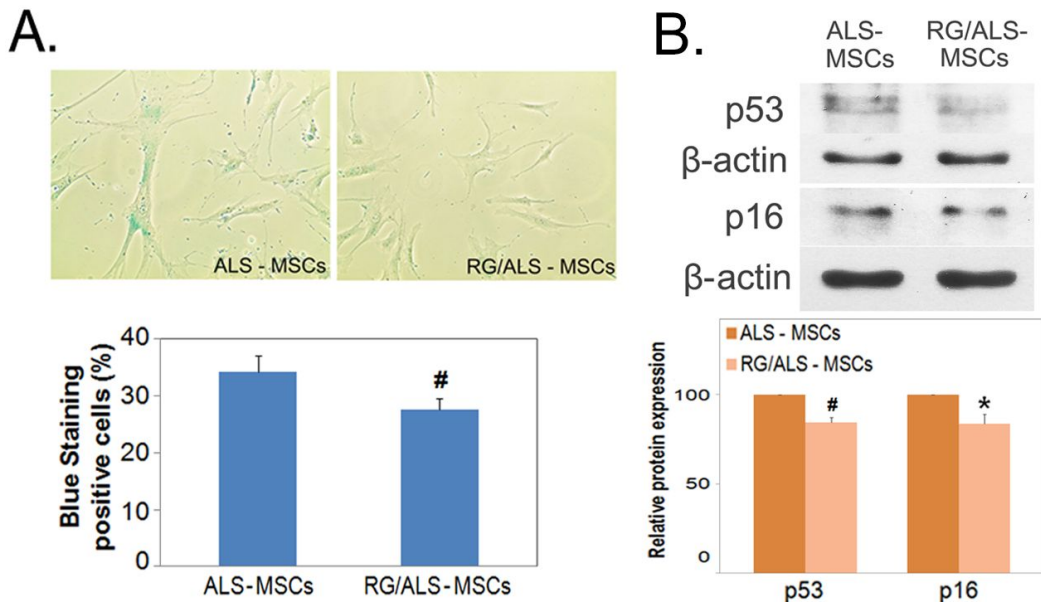 A.
ALS - MSCs
RG/ALS - MSCs
Blue Staining
positive cells (%)
40
30
20
10
0
#
ALS-MSCs
RG/ALS-MSCs
B.
ALS-
MSCs
RG/ALS-
MSCs
p53
β-actin
p16
β-actin
Relative protein expression
ALS - MSCs
RG/ALS - MSCs
100
50
0
#
*
p53
p16